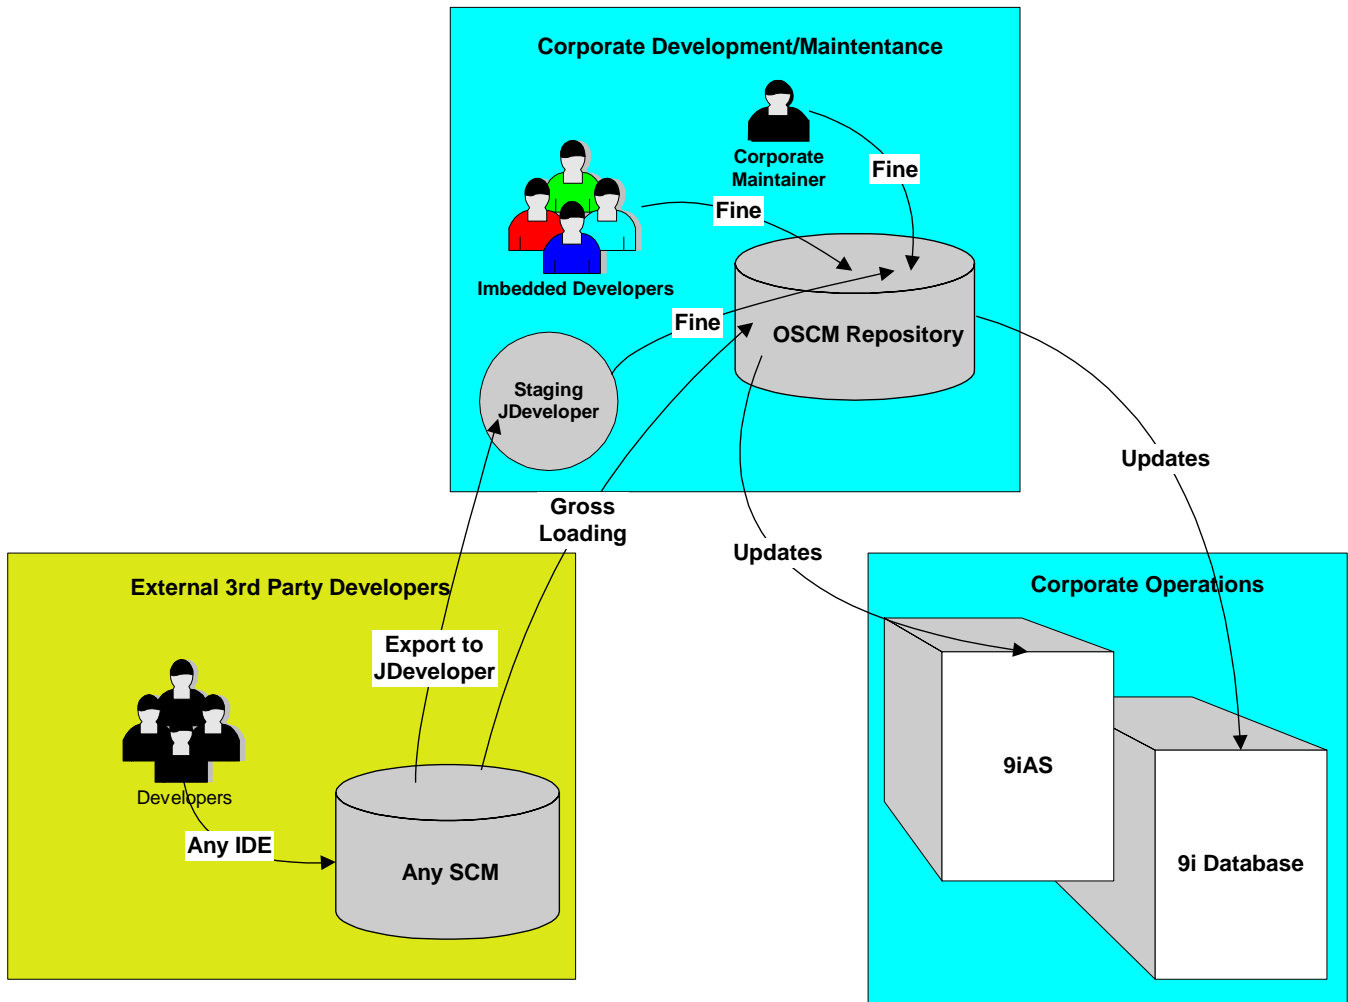 Corporate Development/Maintentance
Corporate
Maintainer
Fine
Fine
Imbedded Developers
Fine
OSCM Repository
Staging
JDeveloper
Updates
Gross
Loading
Updates
External 3rd Party Developers
Corporate Operations
Export to
JDeveloper
9iAS
Developers
Any IDE
Any SCM
9i Database